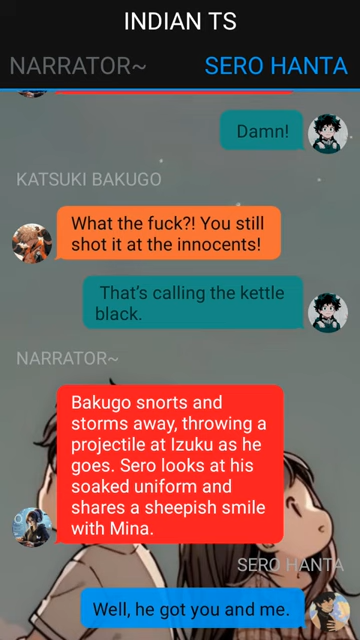 INDIAN TS
NARRATOR~ SERO HANTA
Damn!
KATSUKI BAKUGO
What the fuck?! You still
shot it at the innocents!
That's calling the kettle
black.
NARRATOR~
Bakugo snorts and
storms away, throwing a
projectile at Izuku as he
goes. Sero looks at his
soaked uniform and
shares a sheepish smile
with Mina.
SERO HANTA
Well, he got you and me.